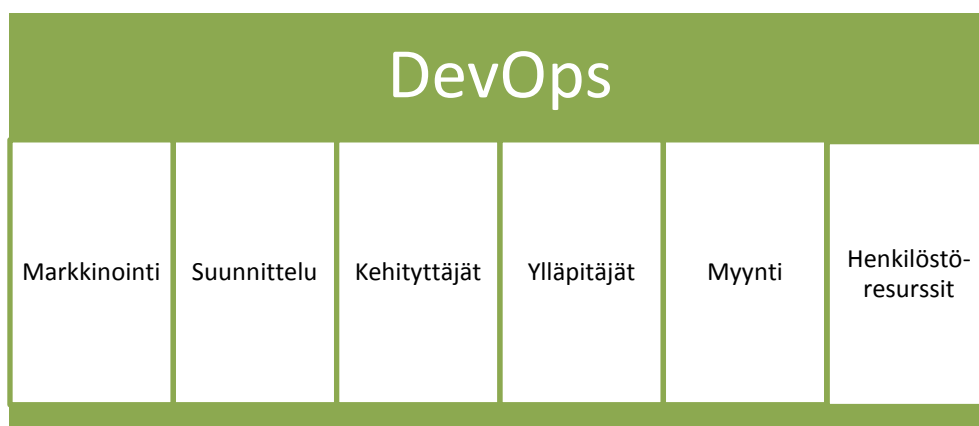 DevOps
Markkinointi
Suunnittelu
Kehityttäjät
Ylläpitäjät
Myynti
Henkilöstö-
resurssit